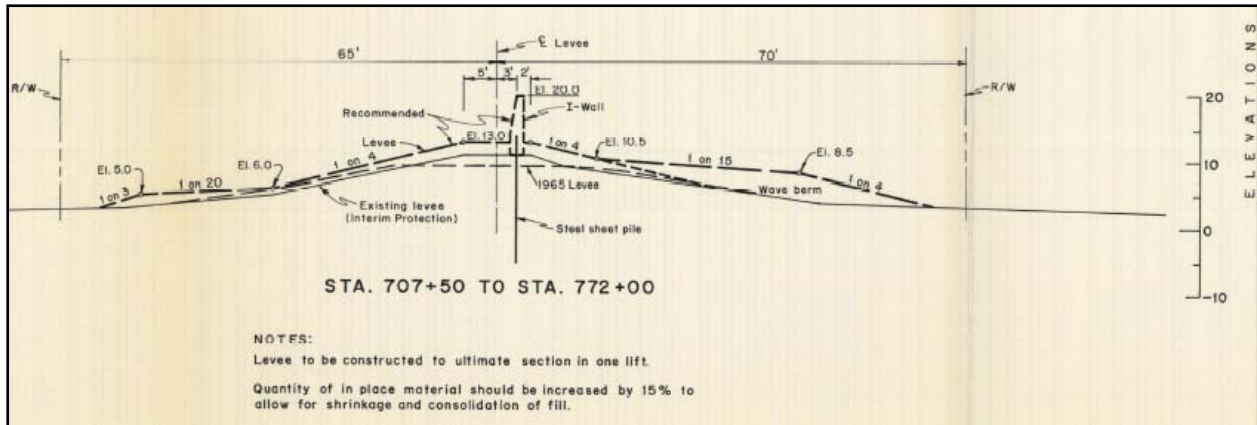 ℄ Levee
65'
70'
5'
3'
2'
R/W
R/W
El. 20.0
I-Wall
Recommended
El. 13.0
Levee
1 on 4
1 on 4
El. 10.5
1 on 15
El. 8.5
1 on 4
El. 5.0
El. 6.0
1 on 3
1 on 20
1965 Levee
Wave berm
Existing levee
(Interim Protection)
Steel sheet pile
STA. 707+50 TO STA. 772+00
NOTES:
Levee to be constructed to ultimate section in one lift.
Quantity of in place material should be increased by 15% to
allow for shrinkage and consolidation of fill.
ELEVATIONS
20
10
0
-10